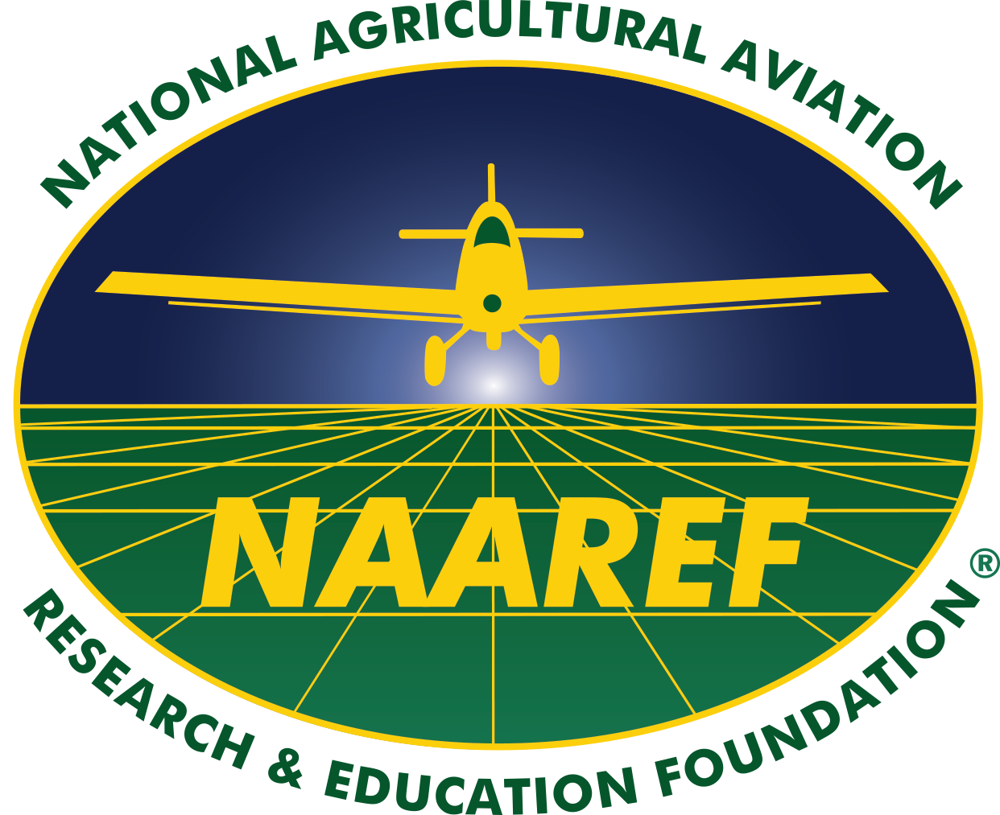 NATIONAL AGRICULTURAL AVIATION
NAAREF
RESEARCH & EDUCATION FOUNDATION®